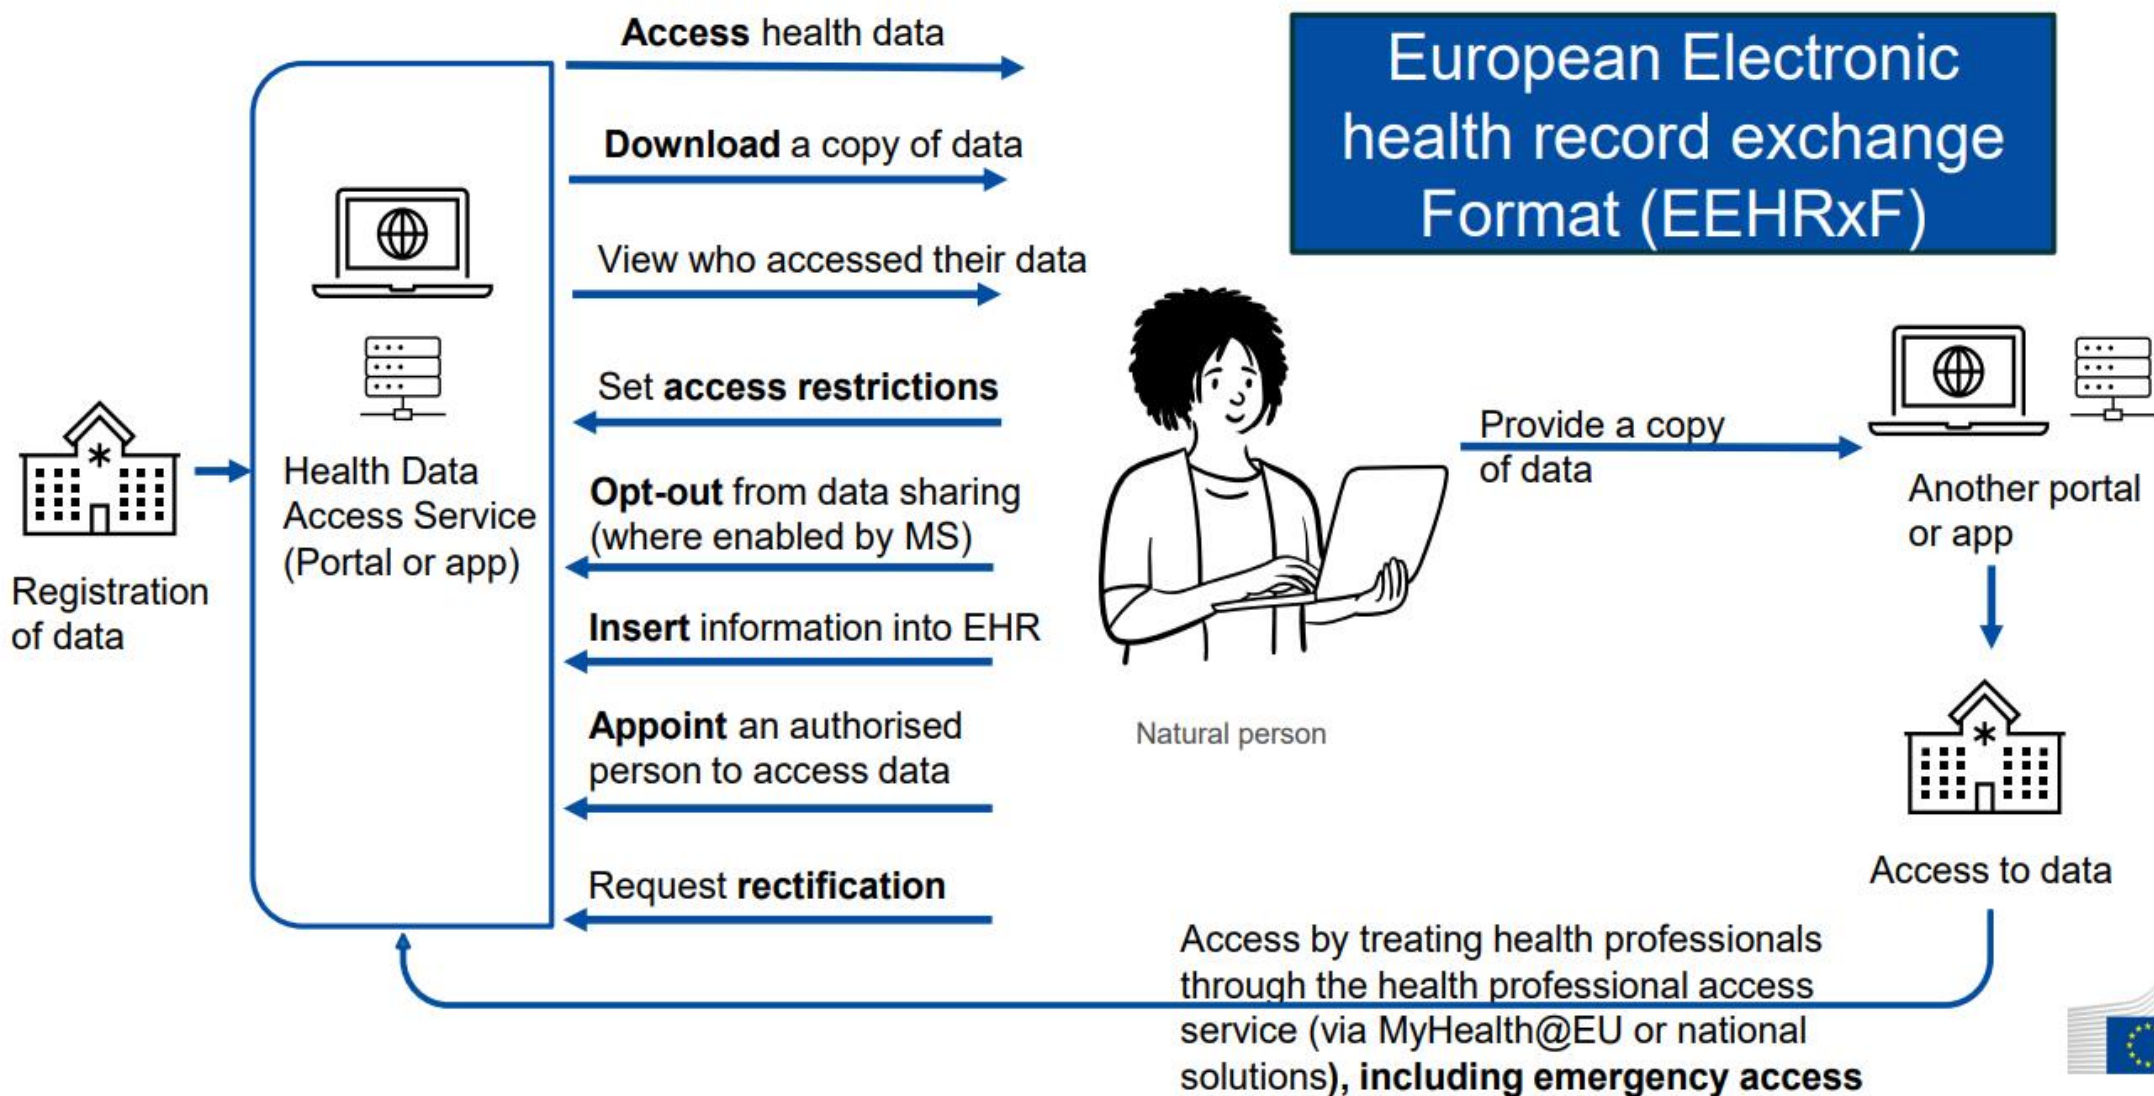 Access health data
European Electronic
health record exchange
Format (EEHRxF)
Download a copy of data
View who accessed their data
Set access restrictions
Opt-out from data sharing
(where enabled by MS)
Insert information into EHR
Appoint an authorised
person to access data
Request rectification
Registration
of data
Health Data
Access Service
(Portal or app)
Natural person
Provide a copy
of data
Another portal
or app
Access to data
Access by treating health professionals
through the health professional access
service (via MyHealth@EU or national
solutions), including emergency access